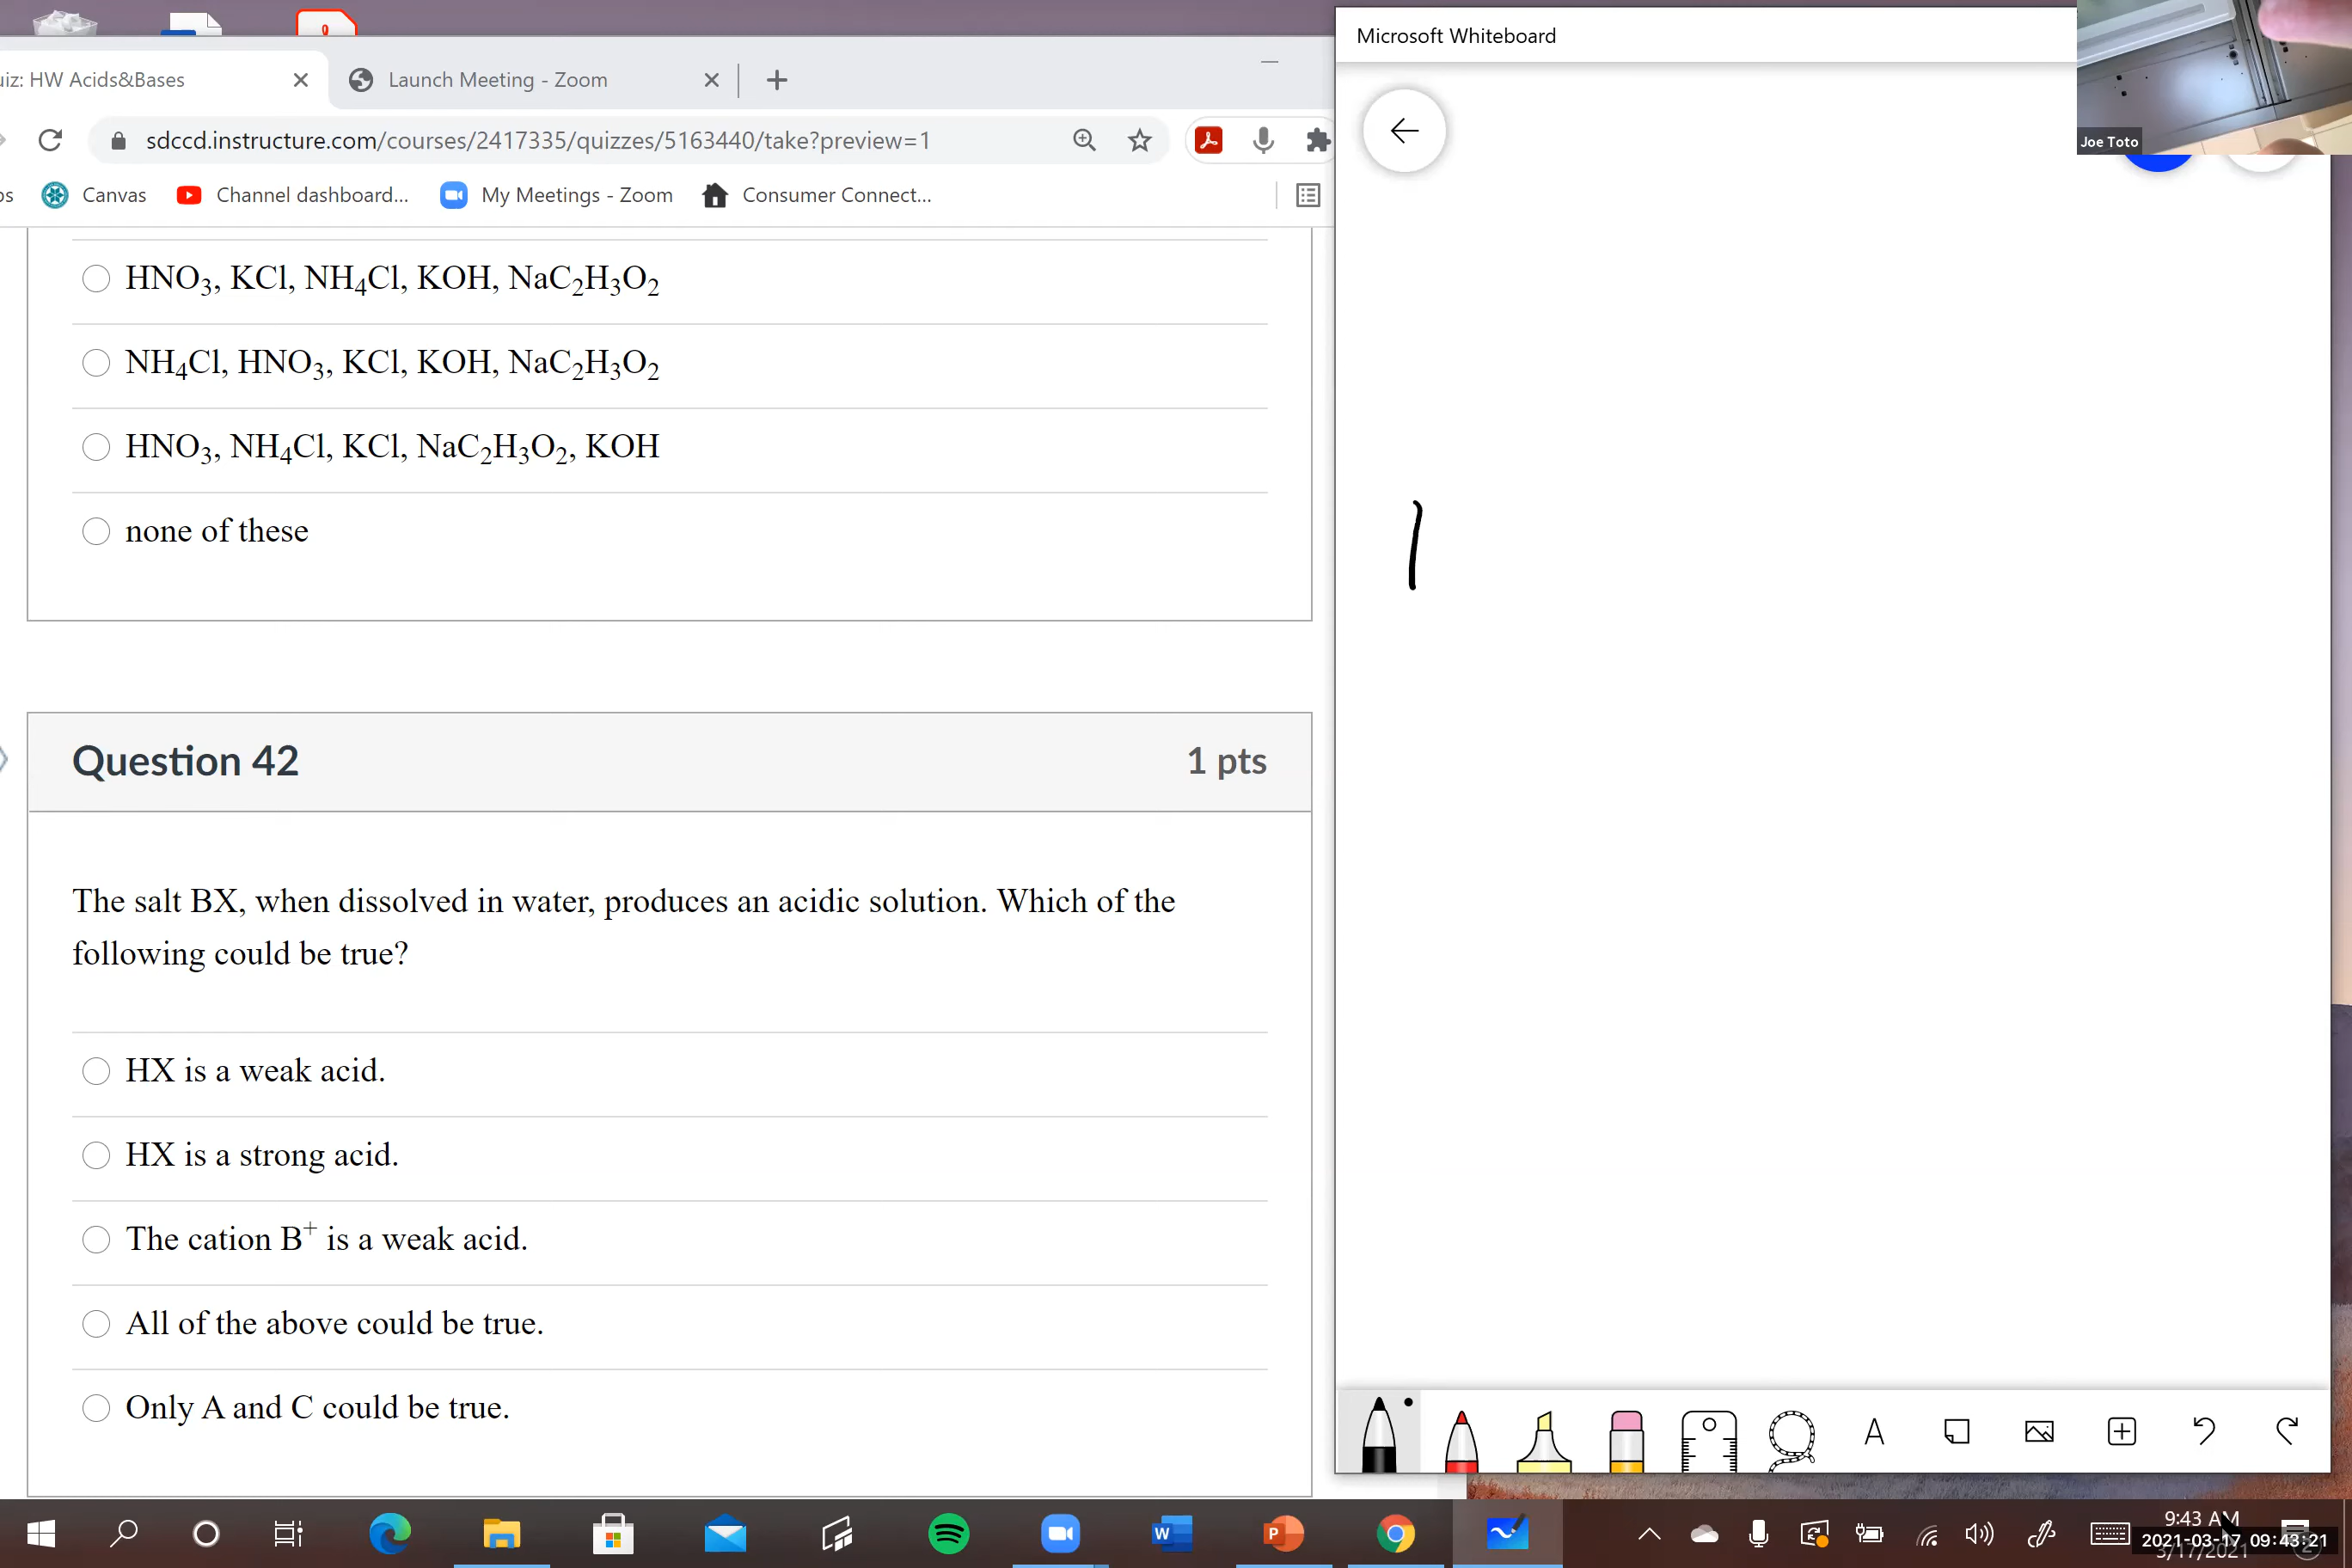 Microsoft Whiteboard
Joe Toto
uiz: HW Acids&Bases
Launch Meeting - Zoom
sdccd.instructure.com/courses/2417335/quizzes/5163440/take?preview=1
Canvas
Channel dashboard...
My Meetings - Zoom
Consumer Connect...
HNO₃, KCl, NH₄Cl, KOH, NaC₂H₃O₂
NH₄Cl, HNO₃, KCl, KOH, NaC₂H₃O₂
HNO₃, NH₄Cl, KCl, NaC₂H₃O₂, KOH
none of these
Question 42
1 pts
The salt BX, when dissolved in water, produces an acidic solution. Which of the
following could be true?
HX is a weak acid.
HX is a strong acid.
The cation B⁺ is a weak acid.
All of the above could be true.
Only A and C could be true.
9:43 AM
2021-03-17 09:43:21
3/17/2021